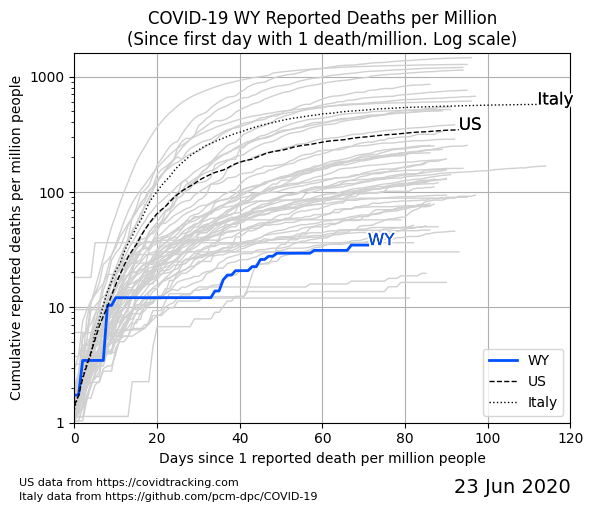 COVID-19 WY Reported Deaths per Million
(Since first day with 1 death/million. Log scale)
Cumulative reported deaths per million people
1000
100
10
1
Italy
US
WY
WY
US
Italy
0 20 40 60 80 100 120
Days since 1 reported death per million people
US data from https://covidtracking.com
Italy data from https://github.com/pcm-dpc/COVID-19
23 Jun 2020